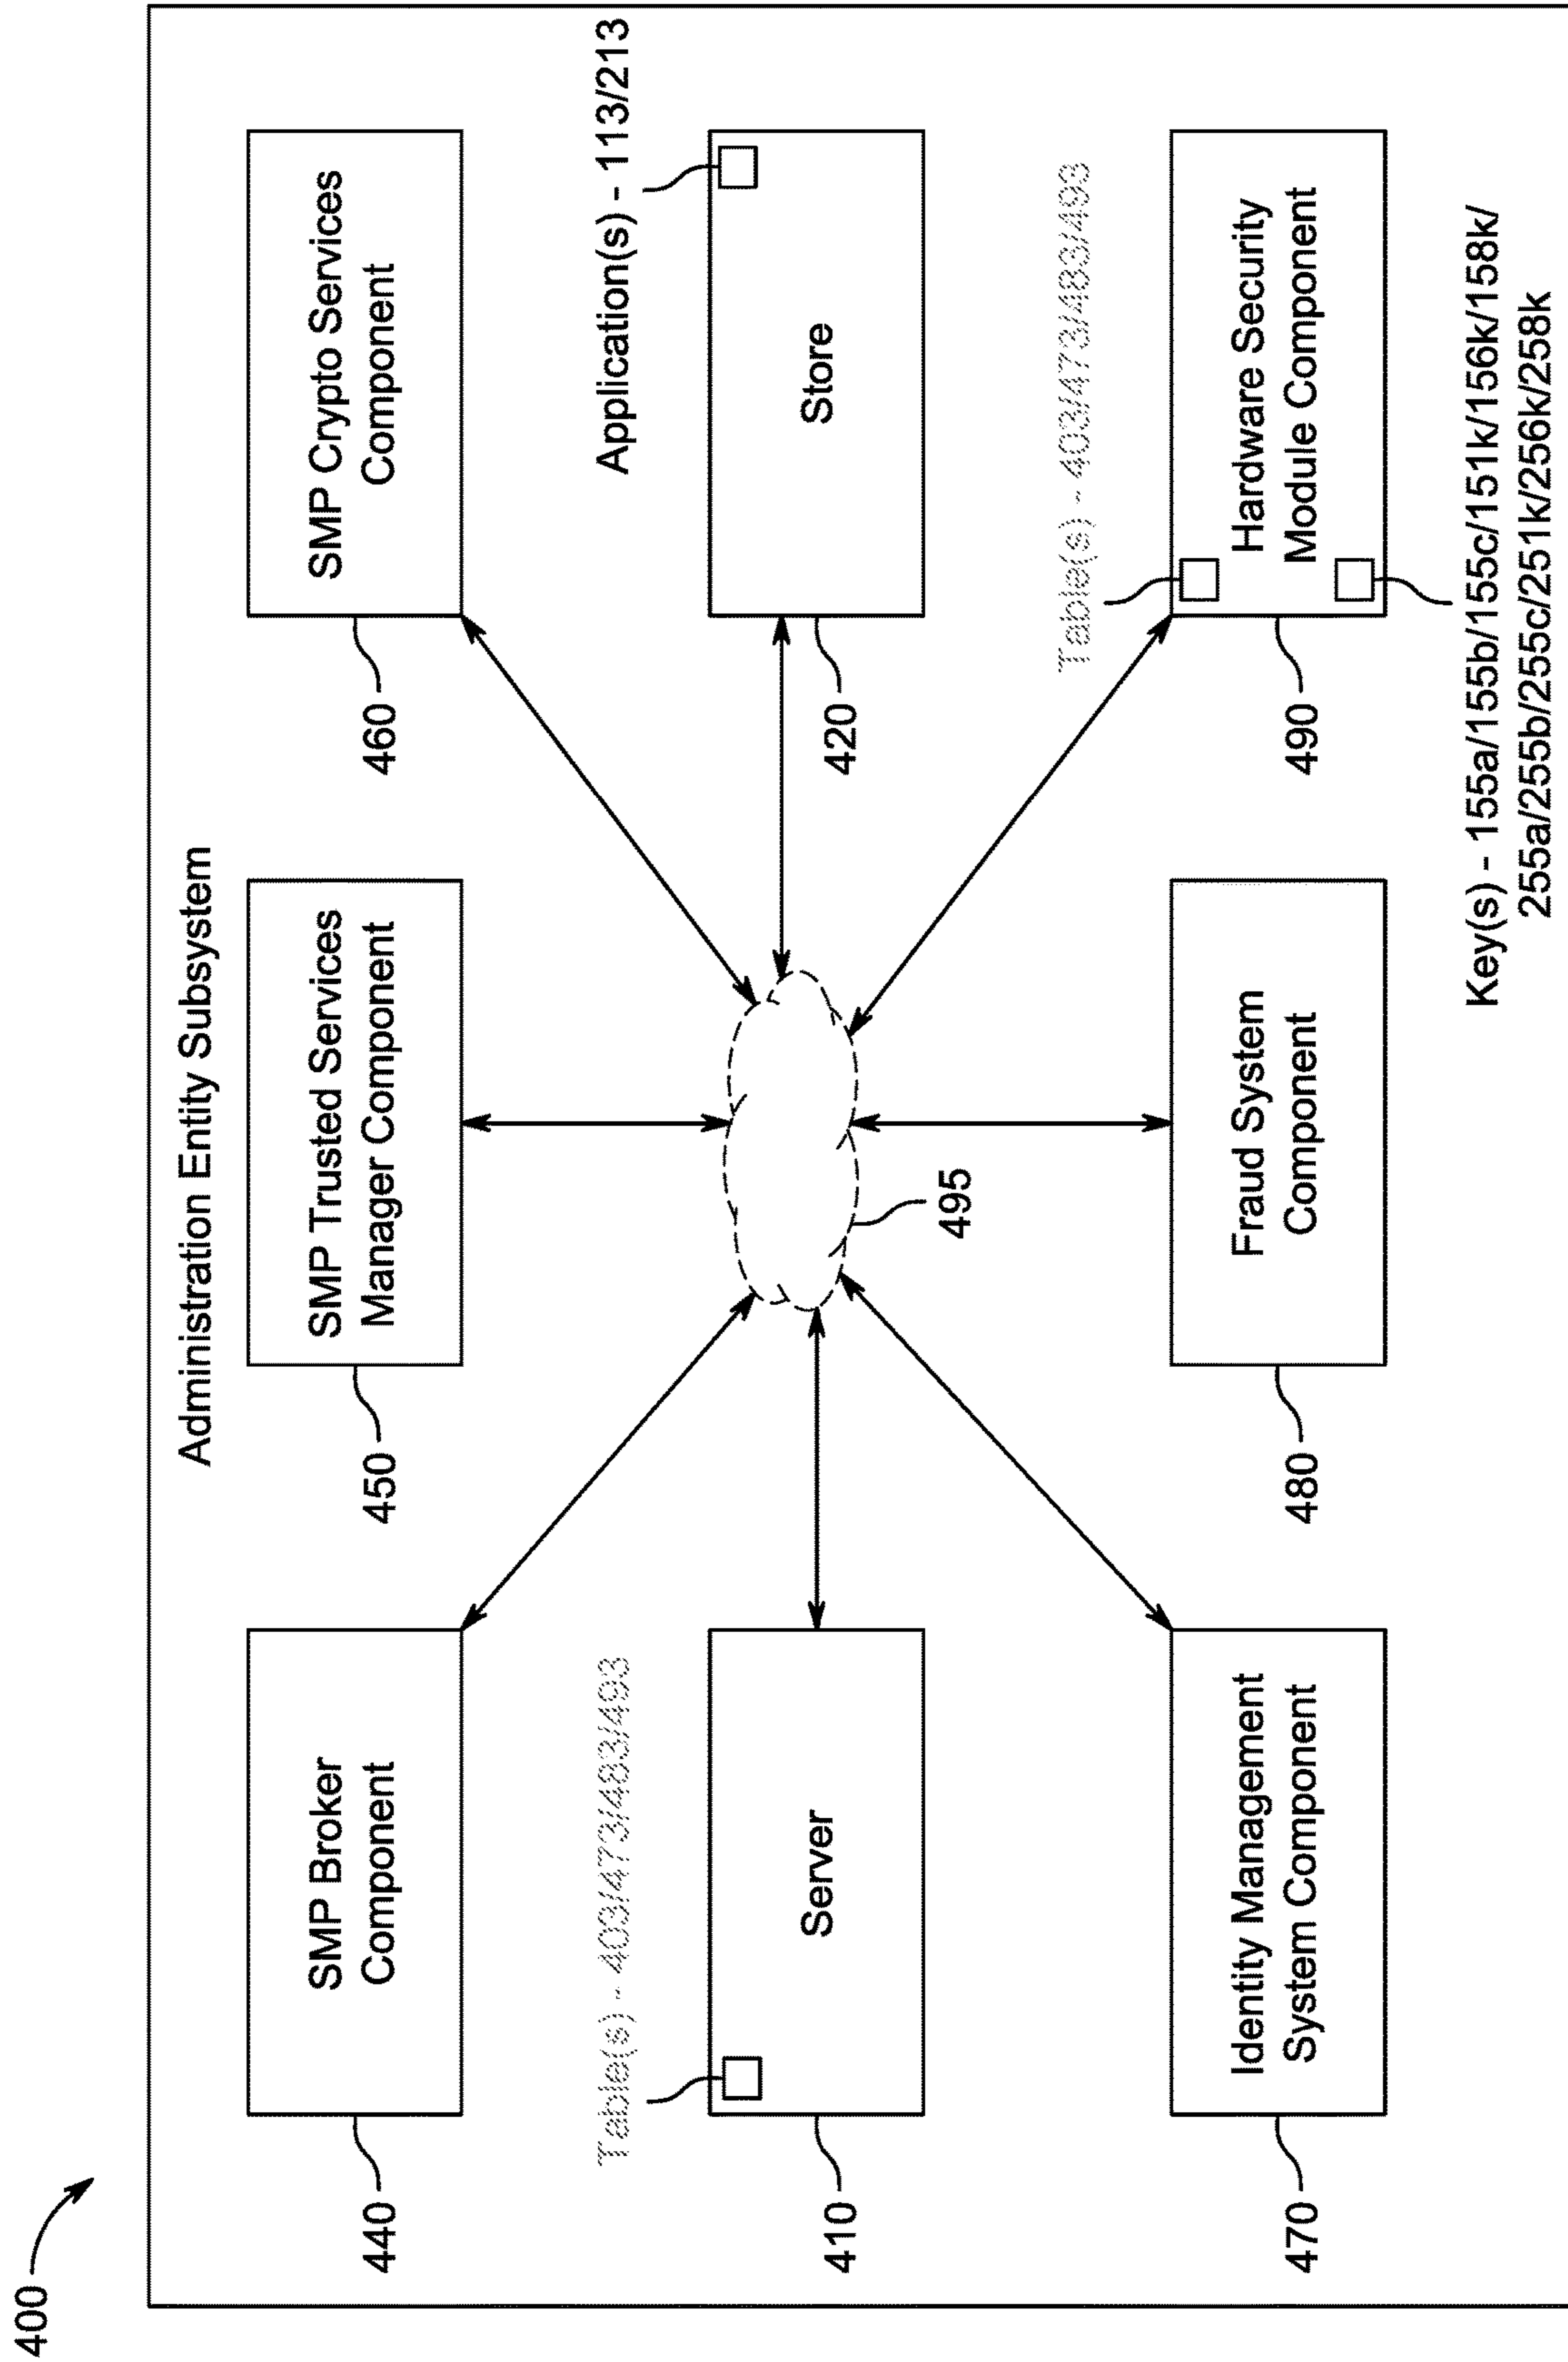 400
Administration Entity Subsystem
440
SMP Broker
Component
450
SMP Trusted Services
Manager Component
460
SMP Crypto Services
Component
Table(s) - 403/473/483/493
410
Server
495
Application(s) - 113/213
420
Store
470
Identity Management
System Component
480
Fraud System
Component
Table(s) - 403/473/483/493
490
Hardware Security
Module Component
Key(s) - 155a/155b/155c/151k/156k/158k/
255a/255b/255c/251k/256k/258k